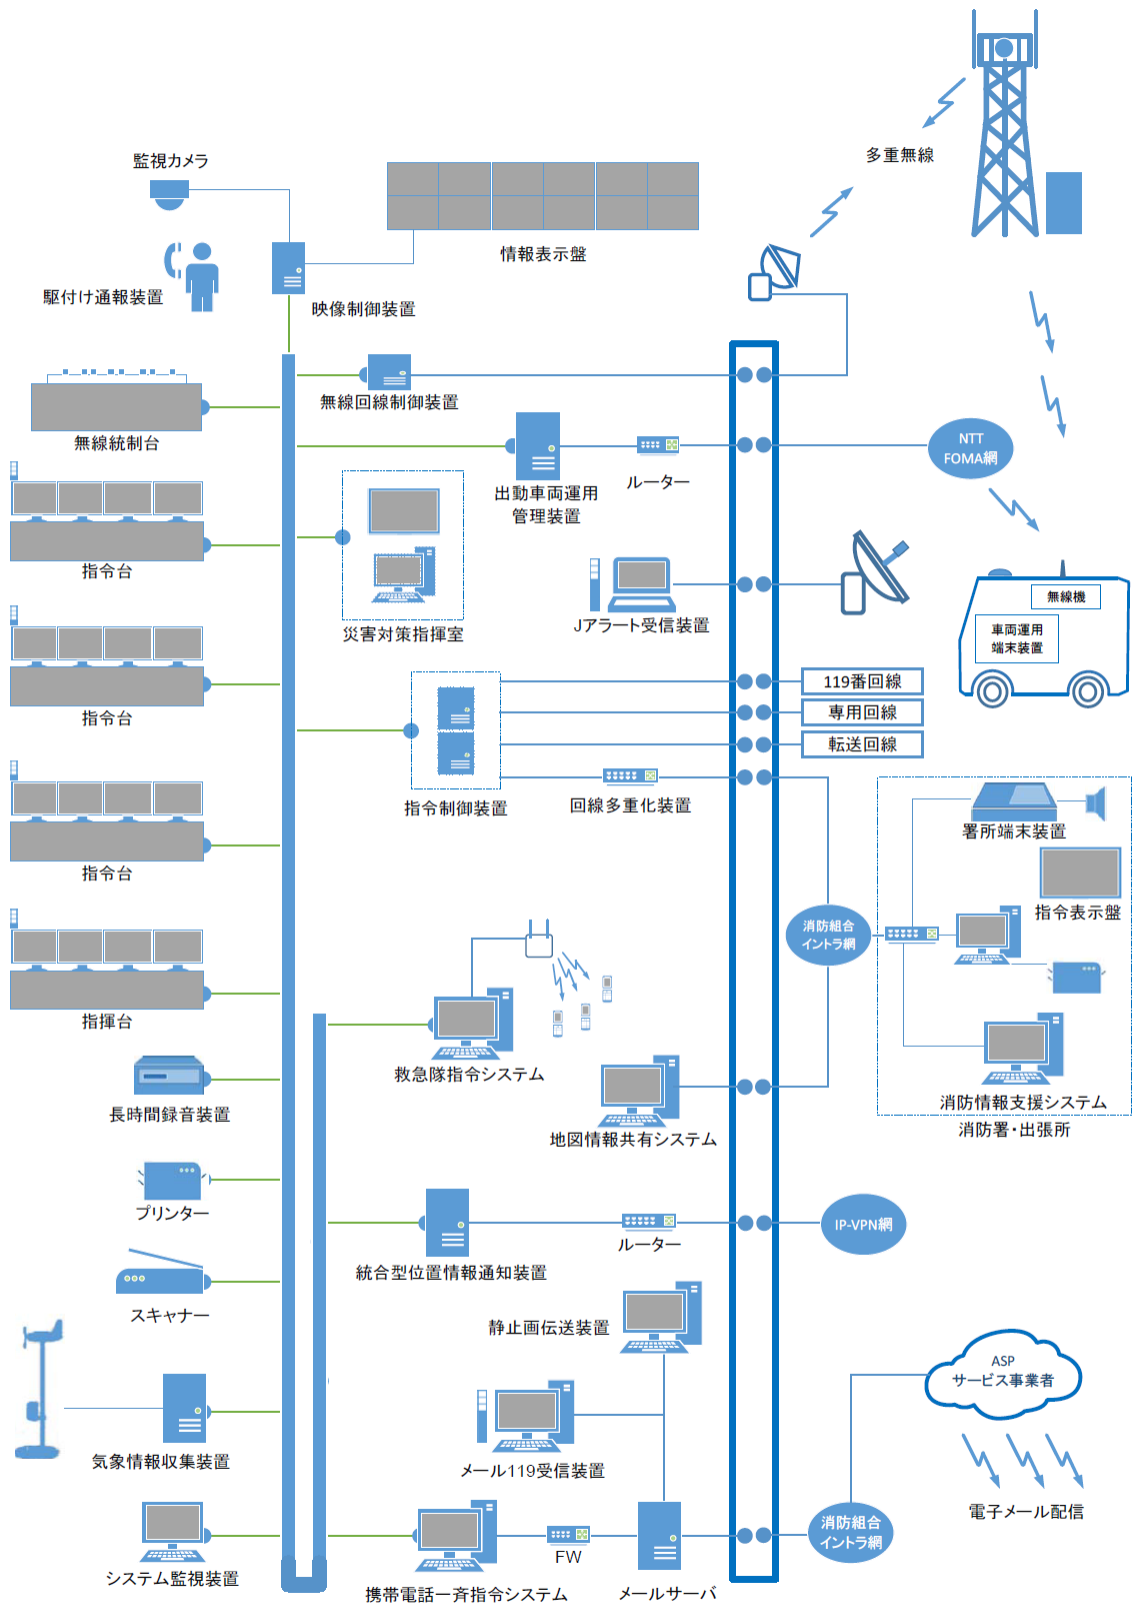 多重無線
監視カメラ
情報表示盤
駆付け通報装置
映像制御装置
無線回線制御装置
無線統制台
NTT
FOMA網
ルーター
出動車両運用
管理装置
指令台
無線機
車両運用
端末装置
Jアラート受信装置
災害対策指揮室
119番回線
専用回線
転送回線
指令台
指令制御装置
回線多重化装置
署所端末装置
指令台
指令表示盤
消防組合
イントラ網
指揮台
救急隊指令システム
消防情報支援システム
長時間録音装置
消防署・出張所
地図情報共有システム
プリンター
IP-VPN網
ルーター
統合型位置情報通知装置
スキャナー
静止画伝送装置
ASP
サービス事業者
気象情報収集装置
メール119受信装置
電子メール配信
消防組合
イントラ網
FW
システム監視装置
携帯電話一斉指令システム
メールサーバ